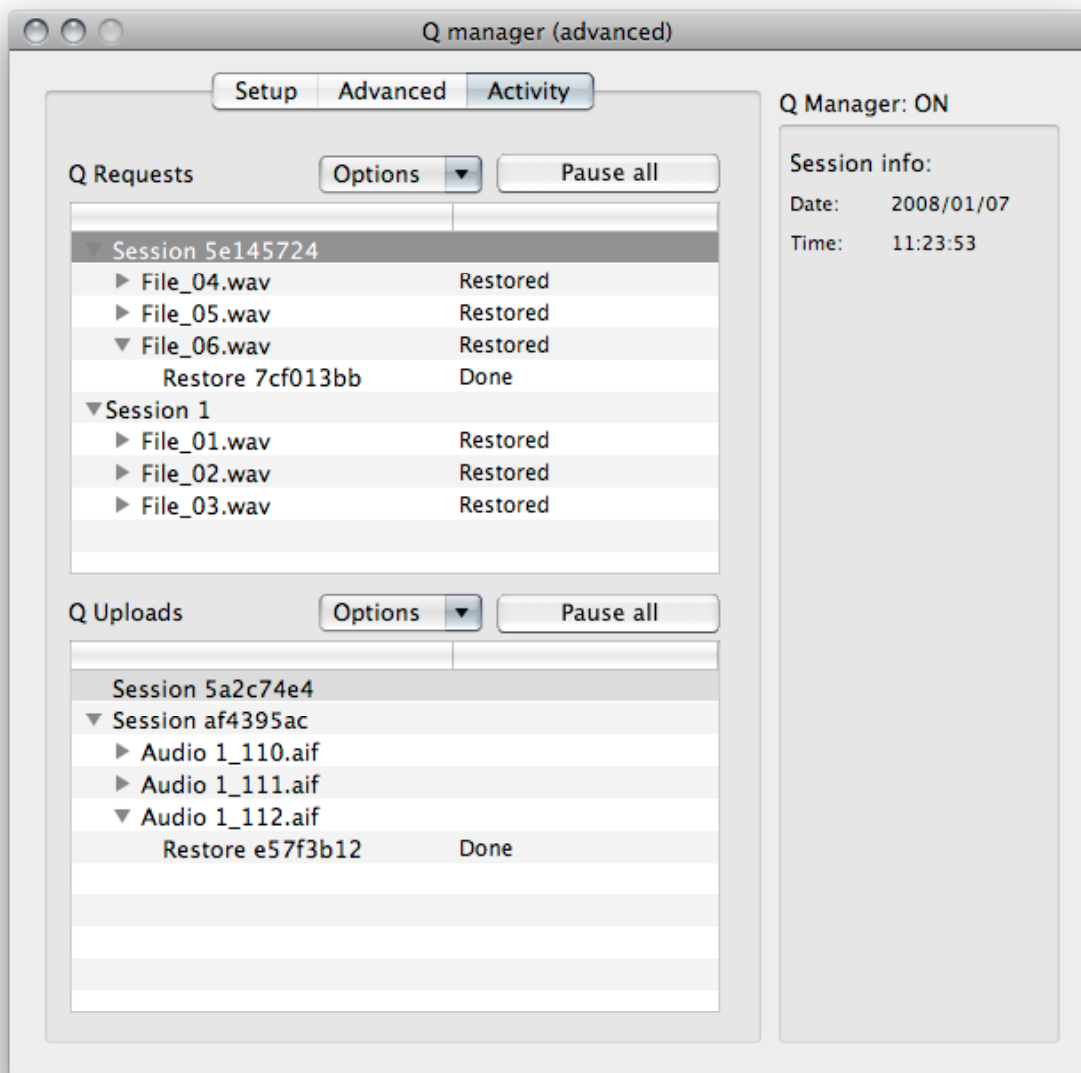 Q manager (advanced)
Setup Advanced Activity
Q Manager: ON
Q Requests Options Pause all
Session info:
Date: 2008/01/07
Time: 11:23:53
Session 5e145724
File_04.wav Restored
File_05.wav Restored
File_06.wav Restored
Restore 7cf013bb Done
Session 1
File_01.wav Restored
File_02.wav Restored
File_03.wav Restored
Q Uploads Options Pause all
Session 5a2c74e4
Session af4395ac
Audio 1_110.aif
Audio 1_111.aif
Audio 1_112.aif
Restore e57f3b12 Done